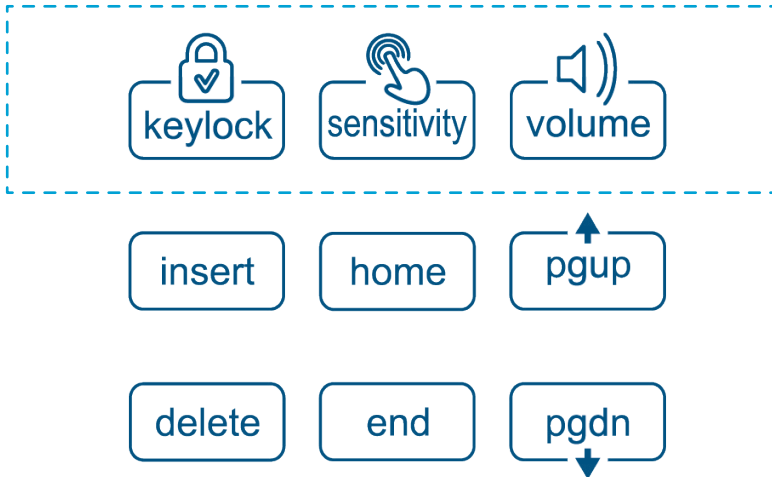 keylock sensitivity volume
insert home pgup
delete end pgdn